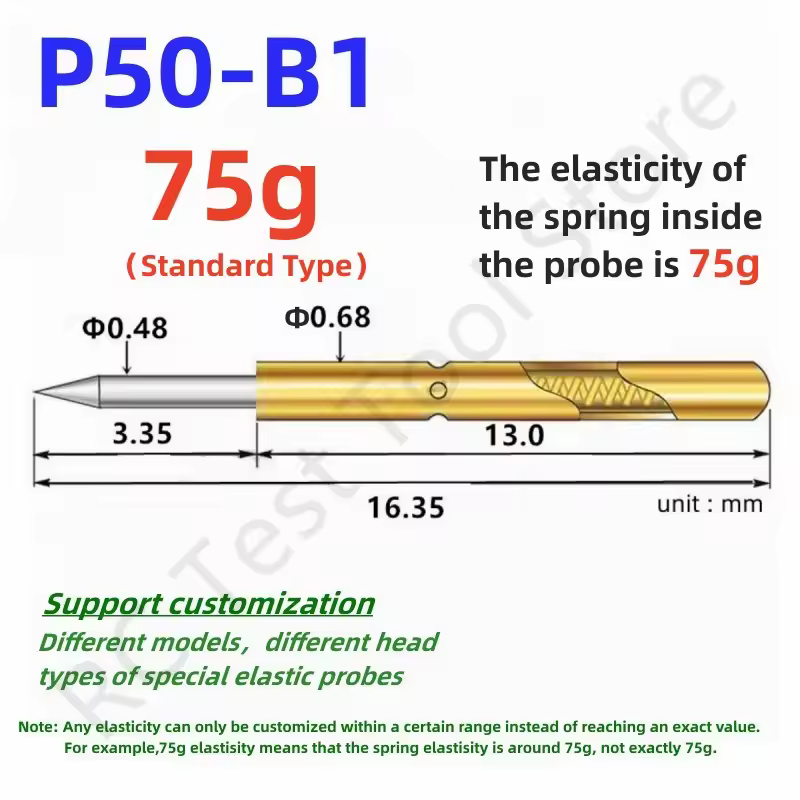 P50-B1
75g
(Standard Type)
The elasticity of
the spring inside
the probe is 75g
Φ0.48
Φ0.68
3.35
13.0
16.35
unit : mm
RC Test Tool Store
Support customization
Different models, different head
types of special elastic probes
Note: Any elasticity can only be customized within a certain range instead of reaching an exact value.
For example,75g elastisity means that the spring elastisity is around 75g, not exactly 75g.